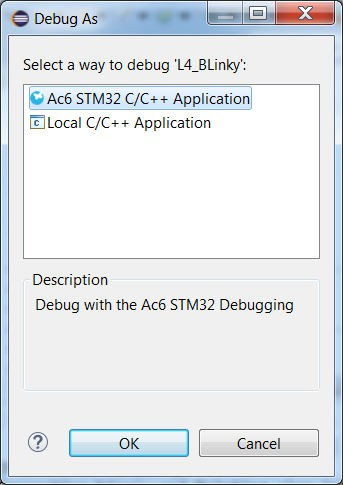 Debug As
Select a way to debug 'L4_BLinky':
Ac6 STM32 C/C++ Application
Local C/C++ Application
Description
Debug with the Ac6 STM32 Debugging
OK
Cancel